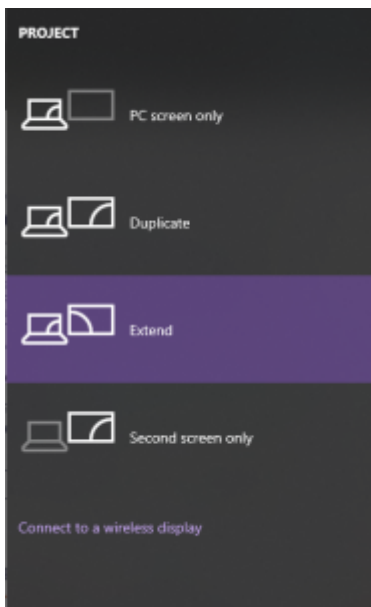 PROJECT
PC screen only
Duplicate
Extend
Second screen only
Connect to a wireless display